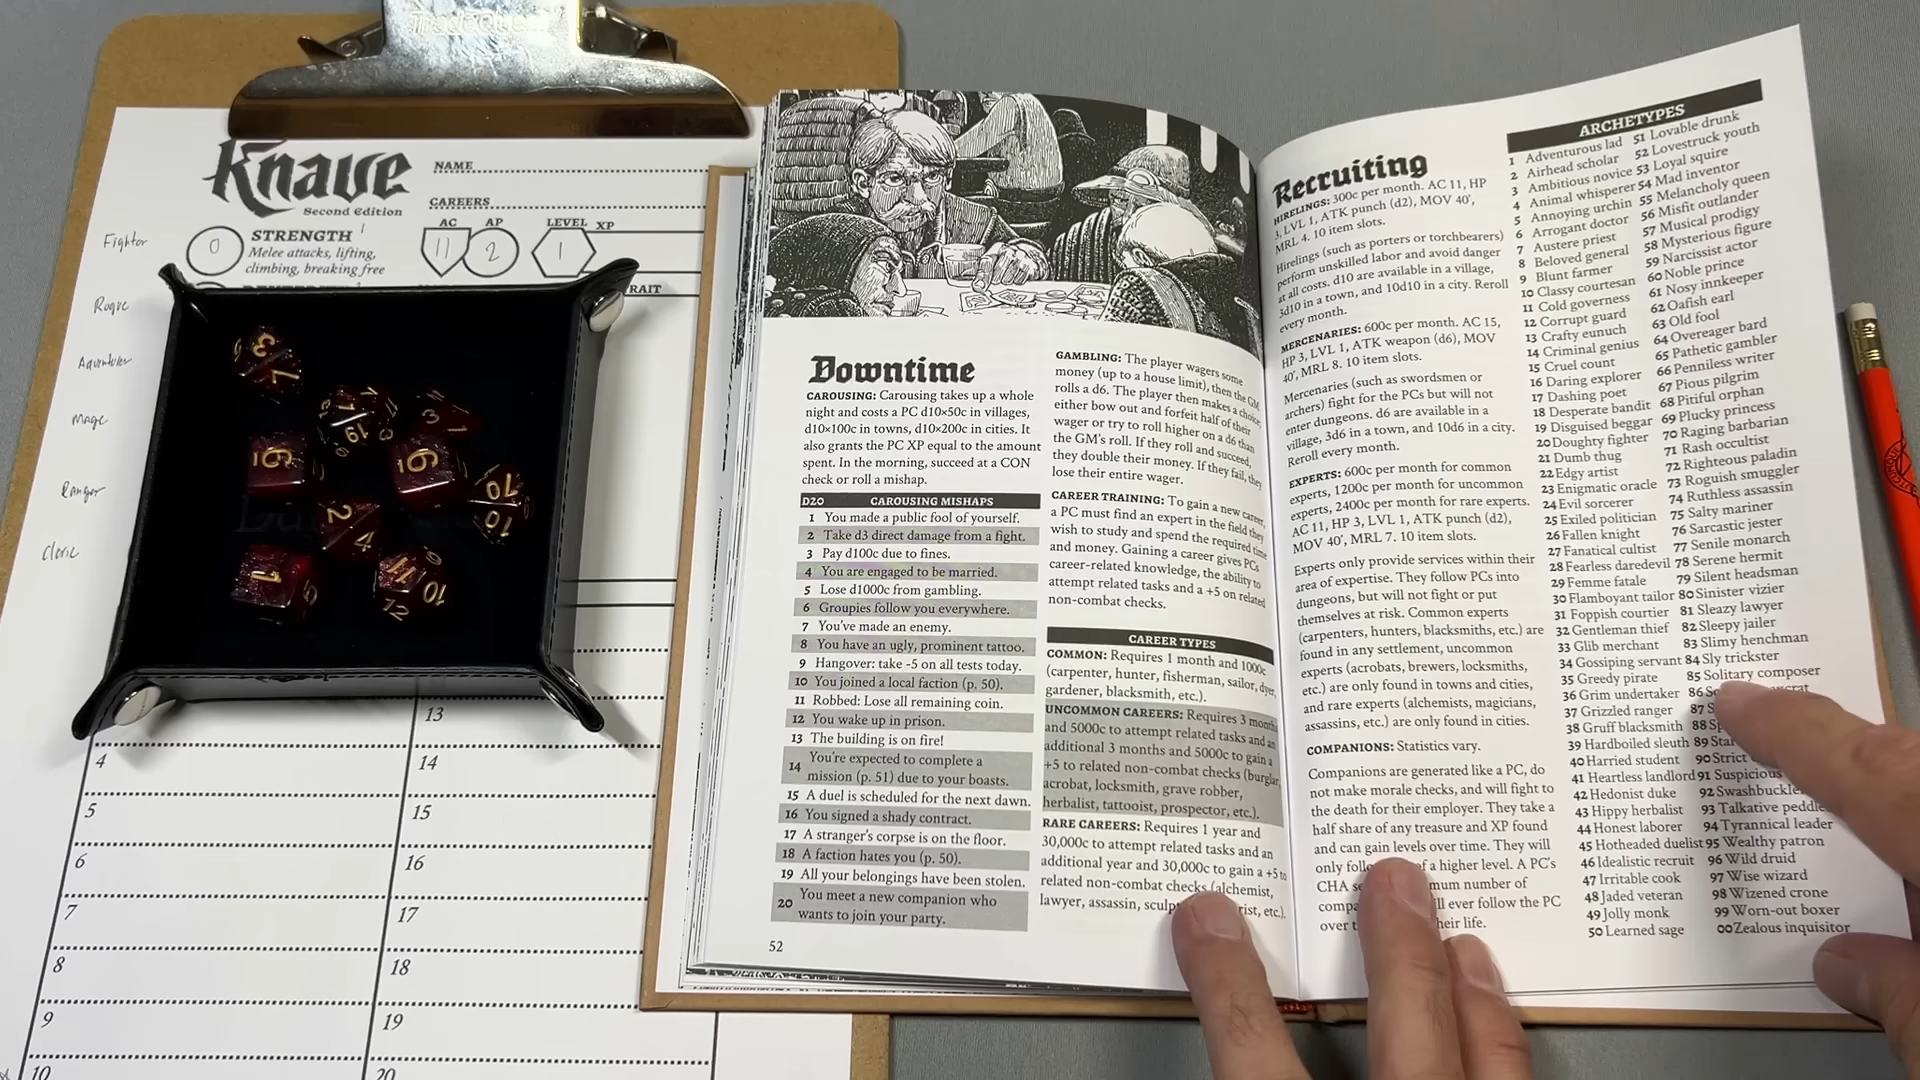 Knave
Second Edition
NAME
CAREERS
AC
AP
LEVEL
XP
11
2
1
0
STRENGTH
Melee attacks, lifting,
climbing, breaking free
Rogue
Mage
Ranger
4
5
6
7
8
9
10
13
14
15
16
17
18
19
20
Downtime
CAROUSING: Carousing takes up a whole
night and costs a PC d10×50c in villages,
d10×100c in towns, d10×200c in cities. It
also grants the PC XP equal to the amount
spent. In the morning, succeed at a CON
check or roll a mishap.
D20 CAROUSING MISHAPS
1 You made a public fool of yourself.
2 Take d3 direct damage from a fight.
3 Pay d100c due to fines.
4 You are engaged to be married.
5 Lose d1000c from gambling.
6 Groupies follow you everywhere.
7 You've made an enemy.
8 You have an ugly, prominent tattoo.
9 Hangover: take -5 on all tests today.
10 You joined a local faction (p. 50).
11 Robbed: Lose all remaining coin.
12 You wake up in prison.
13 The building is on fire!
14 You're expected to complete a
mission (p. 51) due to your boasts.
15 A duel is scheduled for the next dawn.
16 You signed a shady contract.
17 A stranger's corpse is on the floor.
18 A faction hates you (p. 50).
19 All your belongings have been stolen.
20 You meet a new companion who
wants to join your party.
52
GAMBLING: The player wagers some
money (up to a house limit), then the GM
rolls a d6. The player then makes a choice,
either bow out and forfeit half of their
wager or try to roll higher on a d6 than
the GM's roll. If they roll and succeed,
they double their money. If they fail, they
lose their entire wager.
CAREER TRAINING: To gain a new career,
a PC must find an expert in the field they
wish to study and spend the required time
and money. Gaining a career gives PCs
career-related knowledge, the ability to
attempt related tasks and a +5 on related
non-combat checks.
CAREER TYPES
COMMON: Requires 1 month and 1000c
(carpenter, hunter, fisherman, sailor, dyer,
gardener, blacksmith, etc.).
UNCOMMON CAREERS: Requires 3 months
and 5000c to attempt related tasks and an
additional 3 months and 5000c to gain a
+5 to related non-combat checks (burglar,
acrobat, locksmith, grave robber,
herbalist, tattooist, prospector, etc.).
RARE CAREERS: Requires 1 year and
30,000c to attempt related tasks and an
additional year and 30,000c to gain a +5 to
related non-combat checks (alchemist,
lawyer, assassin, etc.).
Recruiting
HIRELINGS: 300c per month. AC 11, HP
3, LVL 1, ATK punch (d2), MOV 40',
MRL 4. 10 item slots.
Hirelings (such as porters or torchbearers)
perform unskilled labor and avoid danger
at all costs. d10 are available in a village,
3d10 in a town, and 10d10 in a city. Reroll
every month.
MERCENARIES: 600c per month. AC 15,
HP 3, LVL 1, ATK weapon (d6), MOV
40', MRL 8. 10 item slots.
Mercenaries (such as swordsmen or
archers) fight for the PCs but will not
enter dungeons. d6 are available in a
village, 3d6 in a town, and 10d6 in a city.
Reroll every month.
EXPERTS: 600c per month for common
experts, 1200c per month for uncommon
experts, 2400c per month for rare experts.
AC 11, HP 3, LVL 1, ATK punch (d2),
MOV 40', MRL 7. 10 item slots.
Experts only provide services within their
area of expertise. They follow PCs into
dungeons, but will not fight or put
themselves at risk. Common experts
(carpenters, hunters, blacksmiths, etc.) are
found in any settlement, uncommon
experts (acrobats, brewers, locksmiths,
etc.) are only found in towns and cities,
and rare experts (alchemists, magicians,
assassins, etc.) are only found in cities.
COMPANIONS: Statistics vary.
Companions are generated like a PC, do
not make morale checks, and will fight to
the death for their employer. They take a
half share of any treasure and XP found
and can gain levels over time. They will
only of a higher level. A PC's
CHA number of
ever follow the PC
over life.
ARCHETYPES
1 Adventurous lad
2 Airhead scholar
3 Ambitious novice
4 Animal whisperer
5 Annoying urchin
6 Arrogant doctor
7 Austere priest
8 Beloved general
9 Blunt farmer
10 Classy courtesan
11 Cold governess
12 Corrupt guard
13 Crafty eunuch
14 Criminal genius
15 Cruel count
16 Daring explorer
17 Dashing poet
18 Desperate bandit
19 Disguised beggar
20 Doughty fighter
21 Dumb thug
22 Edgy artist
23 Enigmatic oracle
24 Evil sorcerer
25 Exiled politician
26 Fallen knight
27 Fanatical cultist
28 Fearless daredevil
29 Femme fatale
30 Flamboyant tailor
31 Foppish courtier
32 Gentleman thief
33 Glib merchant
34 Gossiping servant
35 Greedy pirate
36 Grim undertaker
37 Grizzled ranger
38 Gruff blacksmith
39 Hardboiled sleuth
40 Harried student
41 Heartless landlord
42 Hedonist duke
43 Hippy herbalist
44 Honest laborer
45 Hotheaded duelist
46 Idealistic recruit
47 Irritable cook
48 Jaded veteran
49 Jolly monk
50 Learned sage
51 Lovable drunk
52 Lovestruck youth
53 Loyal squire
54 Mad inventor
55 Melancholy queen
56 Misfit outlander
57 Musical prodigy
58 Mysterious figure
59 Narcissist actor
60 Noble prince
61 Nosy innkeeper
62 Oafish earl
63 Old fool
64 Overeager bard
65 Pathetic gambler
66 Penniless writer
67 Pious pilgrim
68 Pitiful orphan
69 Plucky princess
70 Raging barbarian
71 Rash occultist
72 Righteous paladin
73 Roguish smuggler
74 Ruthless assassin
75 Salty mariner
76 Sarcastic jester
77 Senile monarch
78 Serene hermit
79 Silent headsman
80 Sinister vizier
81 Sleazy lawyer
82 Sleepy jailer
83 Slimy henchman
84 Sly trickster
85 Solitary composer
86
87
88
89
90 Strict
91 Suspicious
92
93 Talkative
94 Tyrannical leader
95 Wealthy patron
96 Wild druid
97 Wise wizard
98 Wizened crone
99 Worn-out boxer
00 Zealous inquisitor